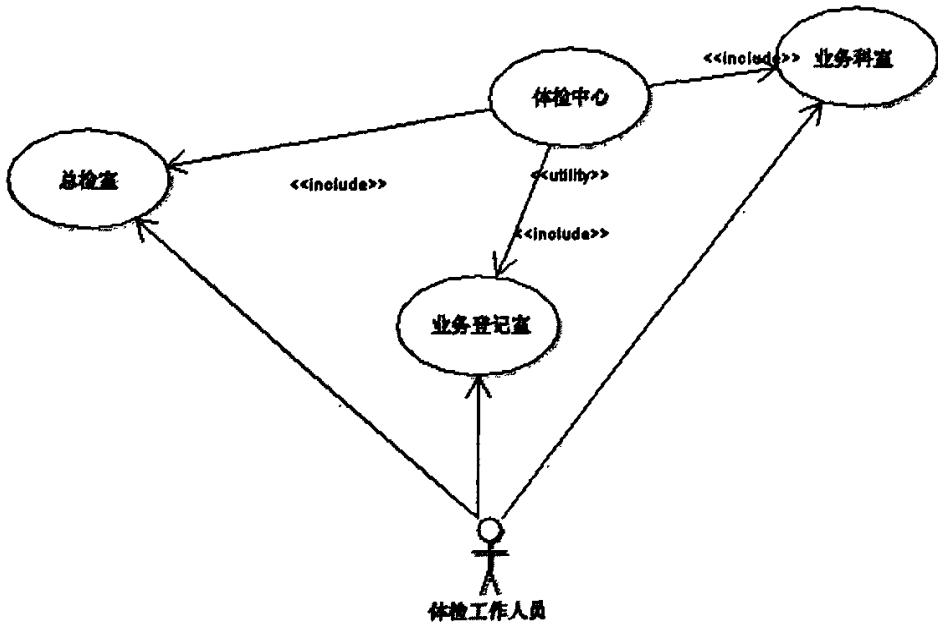 <<include>>
业务科室
体检中心
总检室
<<include>>
<<utility>>
<<include>>
业务登记室
体检工作人员